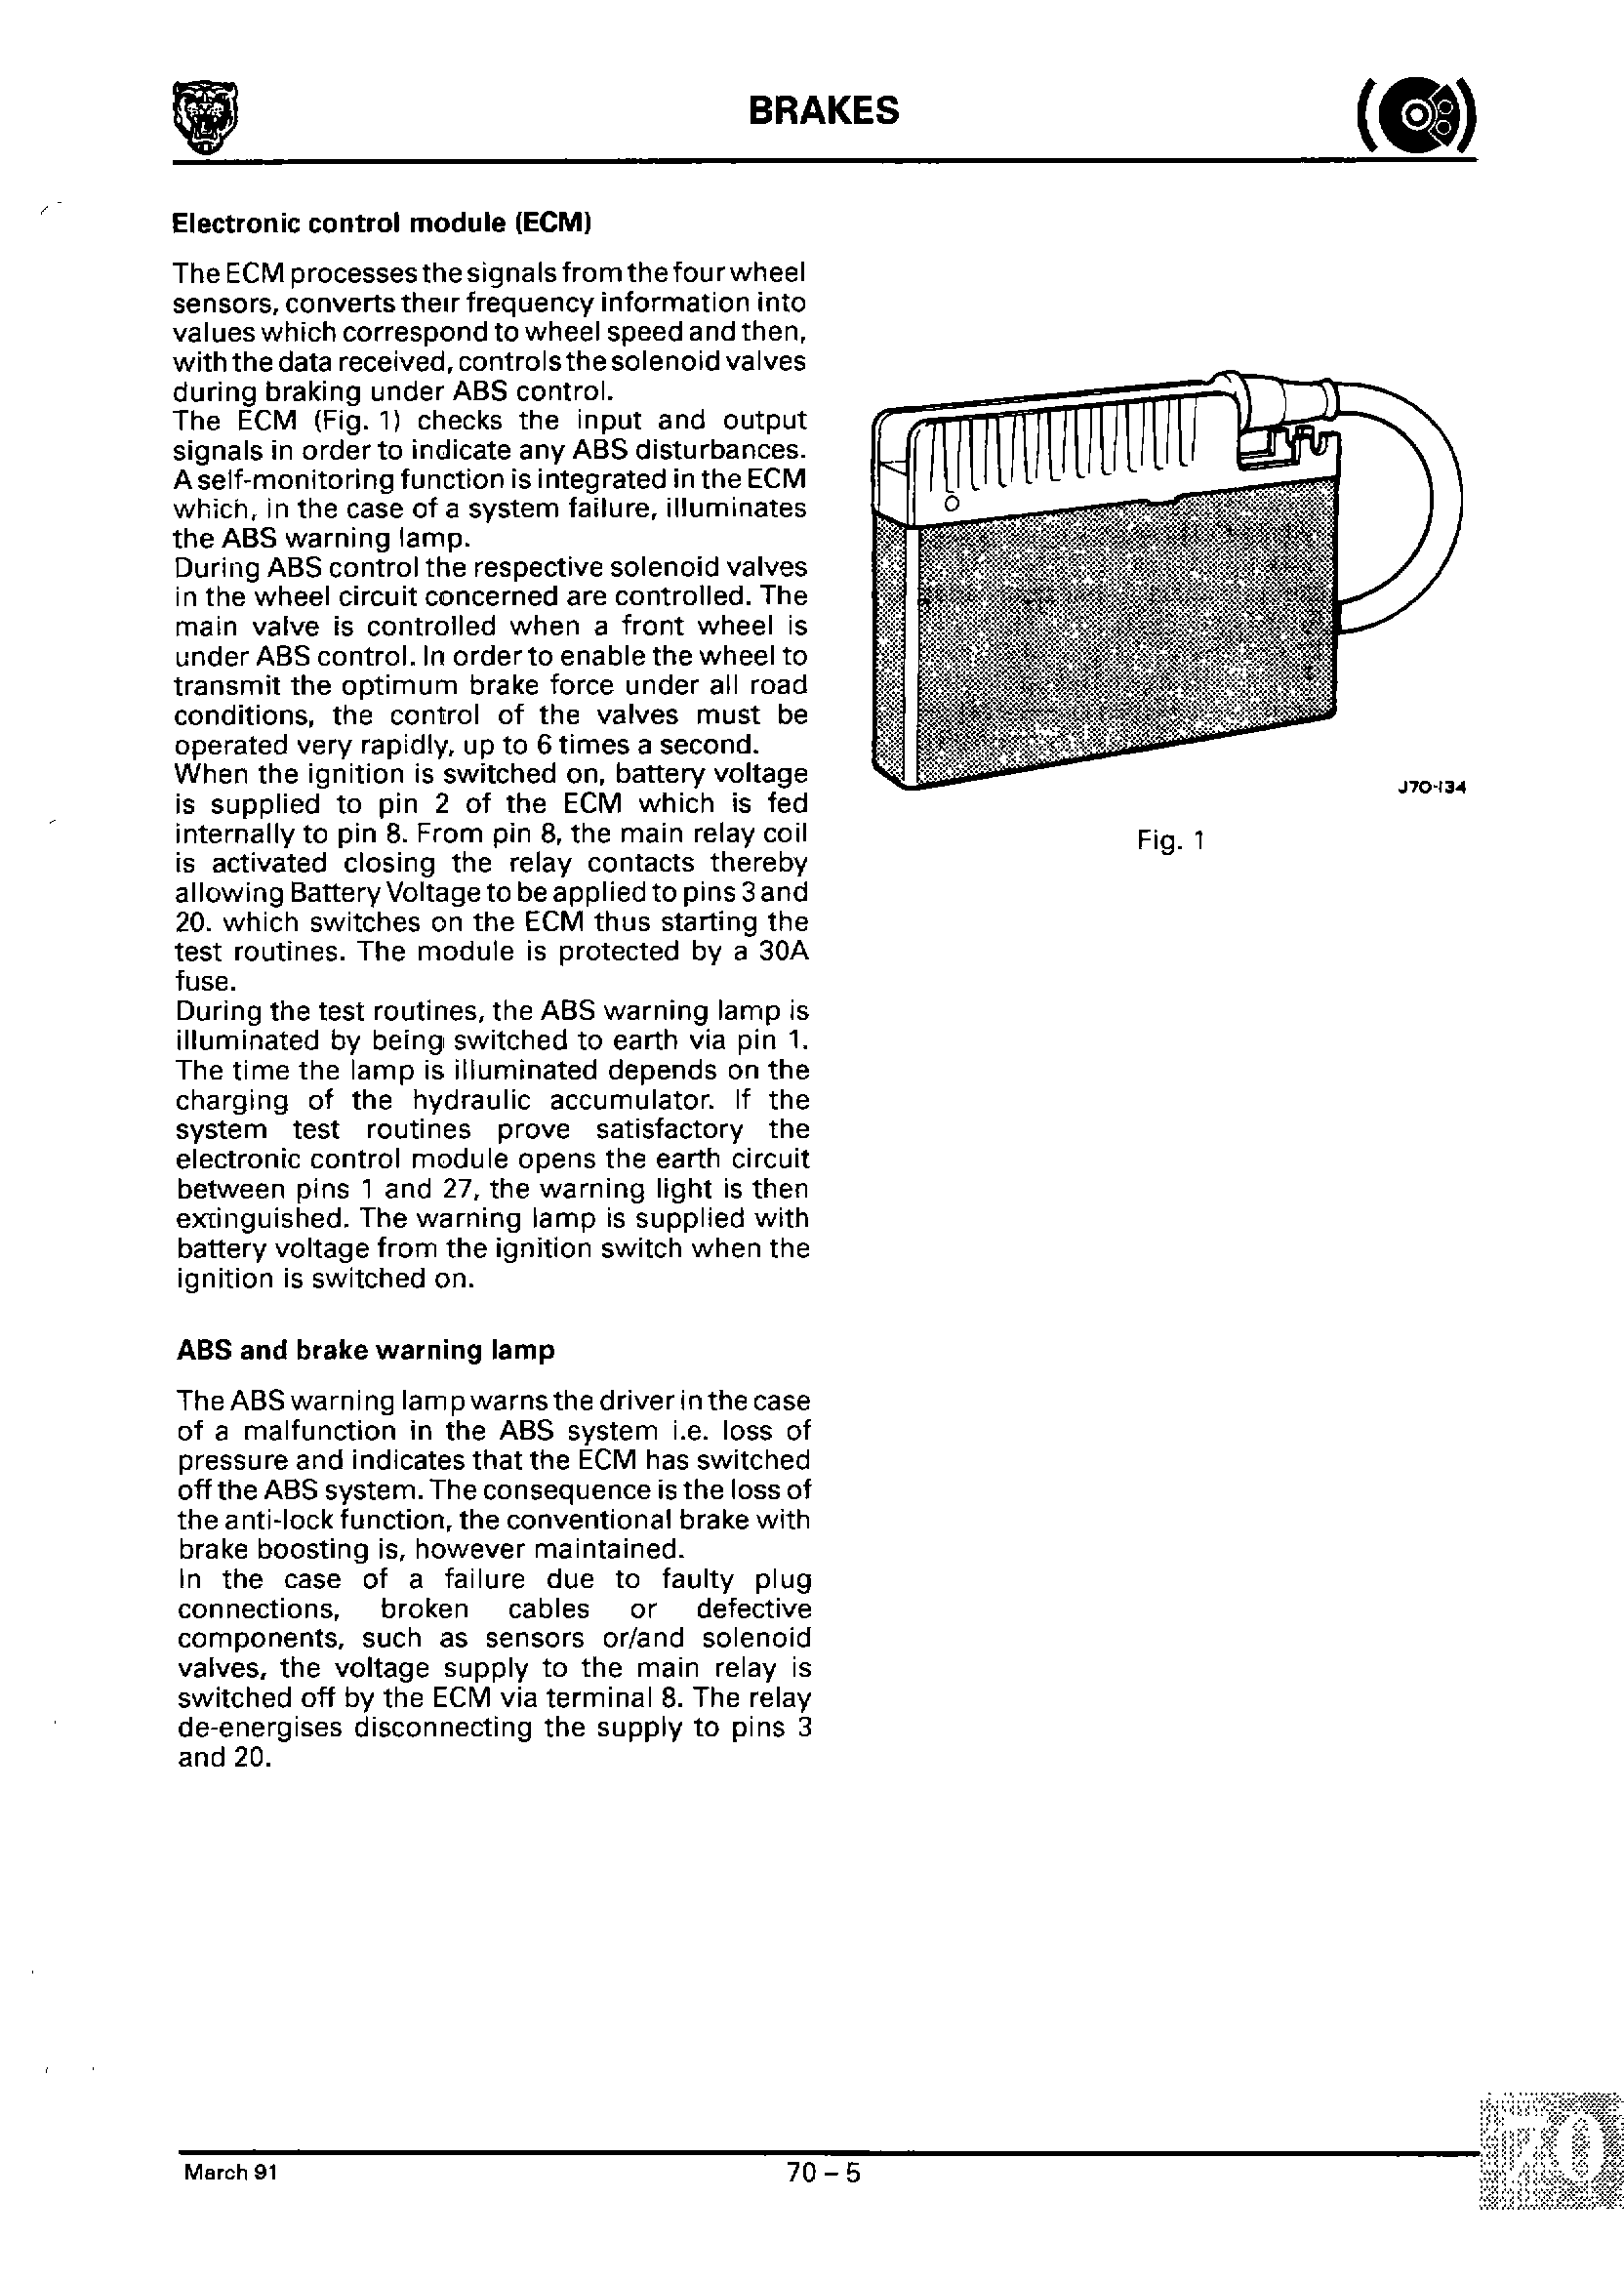 BRAKES
Electronic control module (ECM)
The ECM processes the signals from the four wheel
sensors, converts their frequency information into
values which correspond to wheel speed and then,
with the data received, controls the solenoid valves
during braking under ABS control.
The ECM (Fig. 1) checks the input and output
signals in order to indicate any ABS disturbances.
A self-monitoring function is integrated in the ECM
which, in the case of a system failure, illuminates
the ABS warning lamp.
During ABS control the respective solenoid valves
in the wheel circuit concerned are controlled. The
main valve is controlled when a front wheel is
under ABS control. In order to enable the wheel to
transmit the optimum brake force under all road
conditions, the control of the valves must be
operated very rapidly, up to 6 times a second.
When the ignition is switched on, battery voltage
is supplied to pin 2 of the ECM which is fed
internally to pin 8. From pin 8, the main relay coil
is activated closing the relay contacts thereby
allowing Battery Voltage to be applied to pins 3 and
20. which switches on the ECM thus starting the
test routines. The module is protected by a 30A
fuse.
During the test routines, the ABS warning lamp is
illuminated by being switched to earth via pin 1.
The time the lamp is illuminated depends on the
charging of the hydraulic accumulator. If the
system test routines prove satisfactory the
electronic control module opens the earth circuit
between pins 1 and 27, the warning light is then
extinguished. The warning lamp is supplied with
battery voltage from the ignition switch when the
ignition is switched on.
ABS and brake warning lamp
The ABS warning lamp warns the driver in the case
of a malfunction in the ABS system i.e. loss of
pressure and indicates that the ECM has switched
off the ABS system. The consequence is the loss of
the anti-lock function, the conventional brake with
brake boosting is, however maintained.
In the case of a failure due to faulty plug
connections, broken cables or defective
components, such as sensors or/and solenoid
valves, the voltage supply to the main relay is
switched off by the ECM via terminal 8. The relay
de-energises disconnecting the supply to pins 3
and 20.
J70-134
Fig. 1
March 91
70 – 5
70